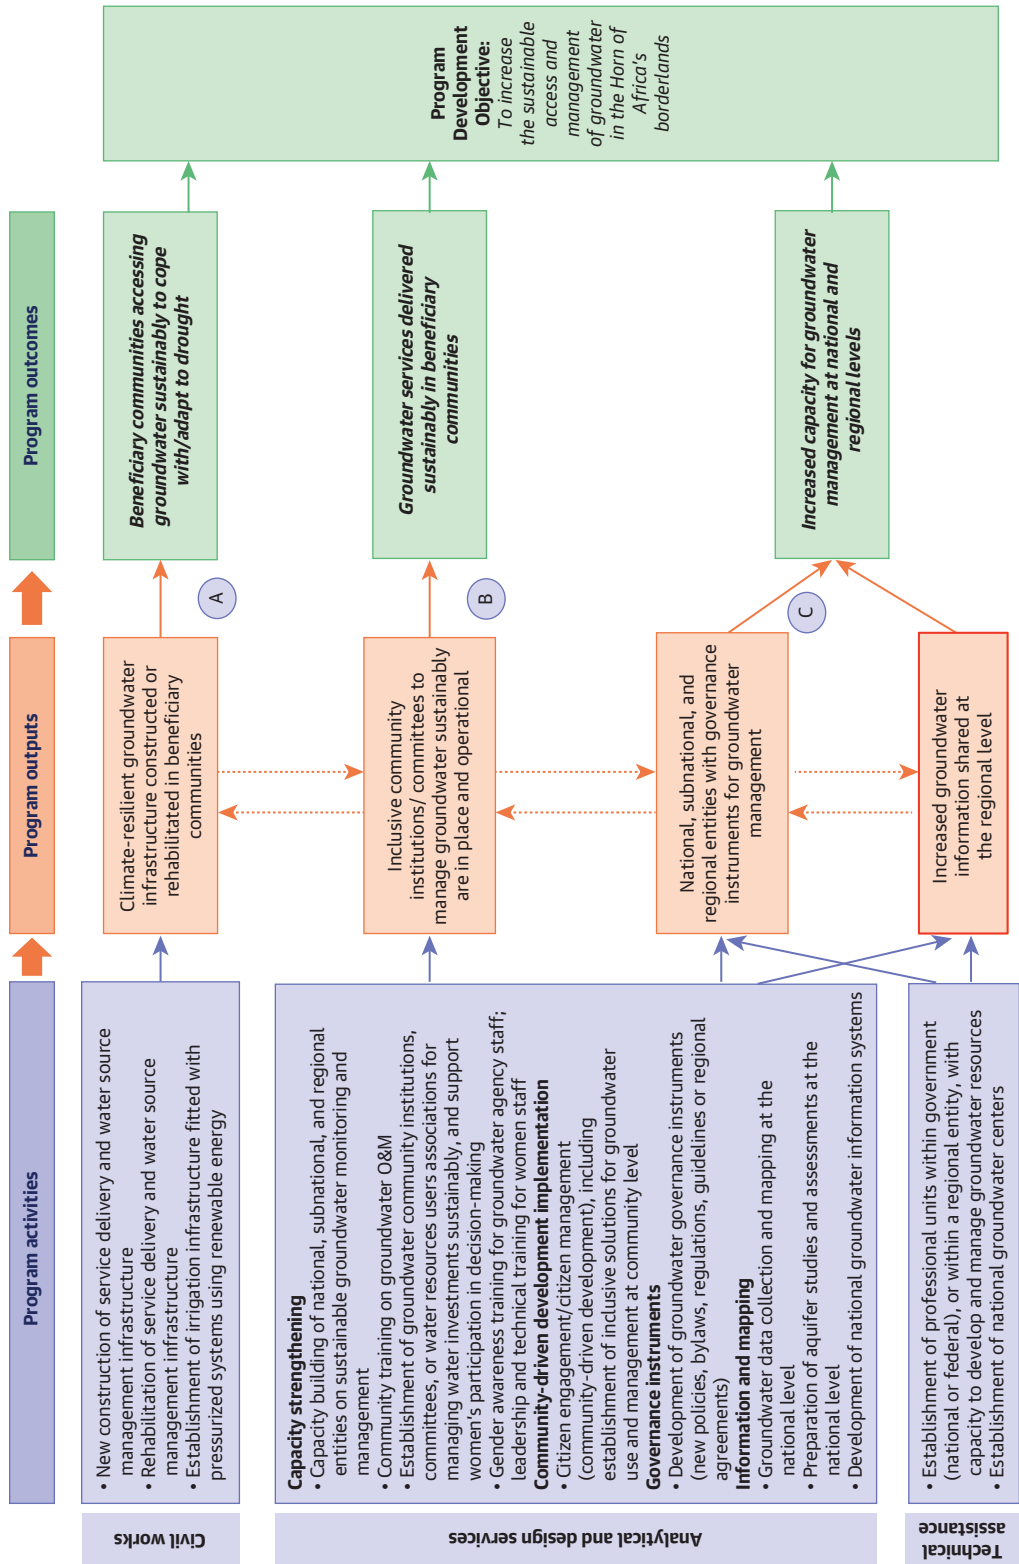 Program activities
Program outputs
Program outcomes
Civil works
• New construction of service delivery and water source
management infrastructure
• Rehabilitation of service delivery and water source
management infrastructure
• Establishment of irrigation infrastructure fitted with
pressurized systems using renewable energy
Climate-resilient groundwater
infrastructure constructed or
rehabilitated in beneficiary
communities
A
Beneficiary communities accessing
groundwater sustainably to cope
with/adapt to drought
Analytical and design services
Capacity strengthening
• Capacity building of national, subnational, and regional
entities on sustainable groundwater monitoring and
management
• Community training on groundwater O&M
• Establishment of groundwater community institutions,
committees, or water resources users associations for
managing water investments sustainably, and support
women's participation in decision-making
• Gender awareness training for groundwater agency staff;
leadership and technical training for women staff
Community-driven development implementation
• Citizen engagement/citizen management
(community-driven development), including
establishment of inclusive solutions for groundwater
use and management at community level
Governance instruments
• Development of groundwater governance instruments
(new policies, bylaws, regulations, guidelines or regional
agreements)
Information and mapping
• Groundwater data collection and mapping at the
national level
• Preparation of aquifer studies and assessments at the
national level
• Development of national groundwater information systems
Inclusive community
institutions/ committees to
manage groundwater sustainably
are in place and operational
B
Groundwater services delivered
sustainably in beneficiary
communities
National, subnational, and
regional entities with governance
instruments for groundwater
management
C
Increased capacity for groundwater
management at national and
regional levels
Technical
assistance
• Establishment of professional units within government
(national or federal), or within a regional entity, with
capacity to develop and manage groundwater resources
• Establishment of national groundwater centers
Increased groundwater
information shared at
the regional level
Program
Development
Objective:
To increase
the sustainable
access and
management
of groundwater
in the Horn of
Africa's
borderlands